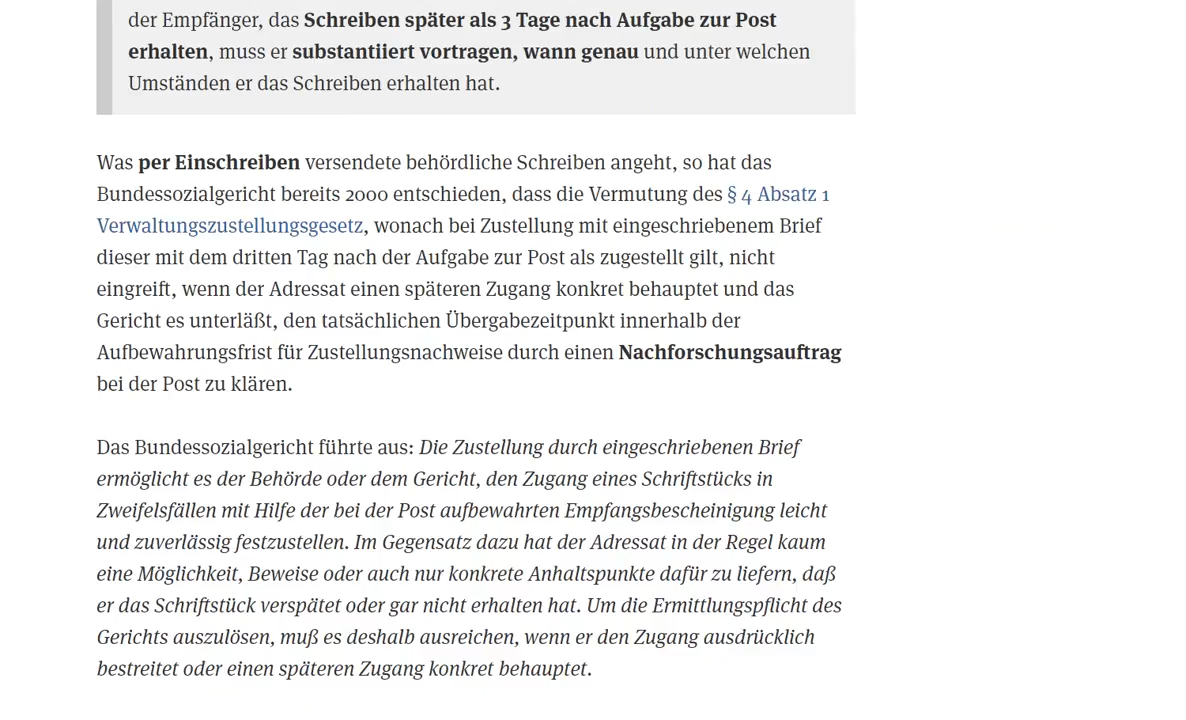 der Empfänger, das Schreiben später als 3 Tage nach Aufgabe zur Post
erhalten, muss er substantiiert vortragen, wann genau und unter welchen
Umständen er das Schreiben erhalten hat.
Was per Einschreiben versendete behördliche Schreiben angeht, so hat das
Bundessozialgericht bereits 2000 entschieden, dass die Vermutung des § 4 Absatz 1
Verwaltungszustellungsgesetz, wonach bei Zustellung mit eingeschriebenem Brief
dieser mit dem dritten Tag nach der Aufgabe zur Post als zugestellt gilt, nicht
eingreift, wenn der Adressat einen späteren Zugang konkret behauptet und das
Gericht es unterläßt, den tatsächlichen Übergabezeitpunkt innerhalb der
Aufbewahrungsfrist für Zustellungsnachweise durch einen Nachforschungsauftrag
bei der Post zu klären.
Das Bundessozialgericht führte aus: Die Zustellung durch eingeschriebenen Brief
ermöglicht es der Behörde oder dem Gericht, den Zugang eines Schriftstücks in
Zweifelsfällen mit Hilfe der bei der Post aufbewahrten Empfangsbescheinigung leicht
und zuverlässig festzustellen. Im Gegensatz dazu hat der Adressat in der Regel kaum
eine Möglichkeit, Beweise oder auch nur konkrete Anhaltspunkte dafür zu liefern, daß
er das Schriftstück verspätet oder gar nicht erhalten hat. Um die Ermittlungspflicht des
Gerichts auszulösen, muß es deshalb ausreichen, wenn er den Zugang ausdrücklich
bestreitet oder einen späteren Zugang konkret behauptet.